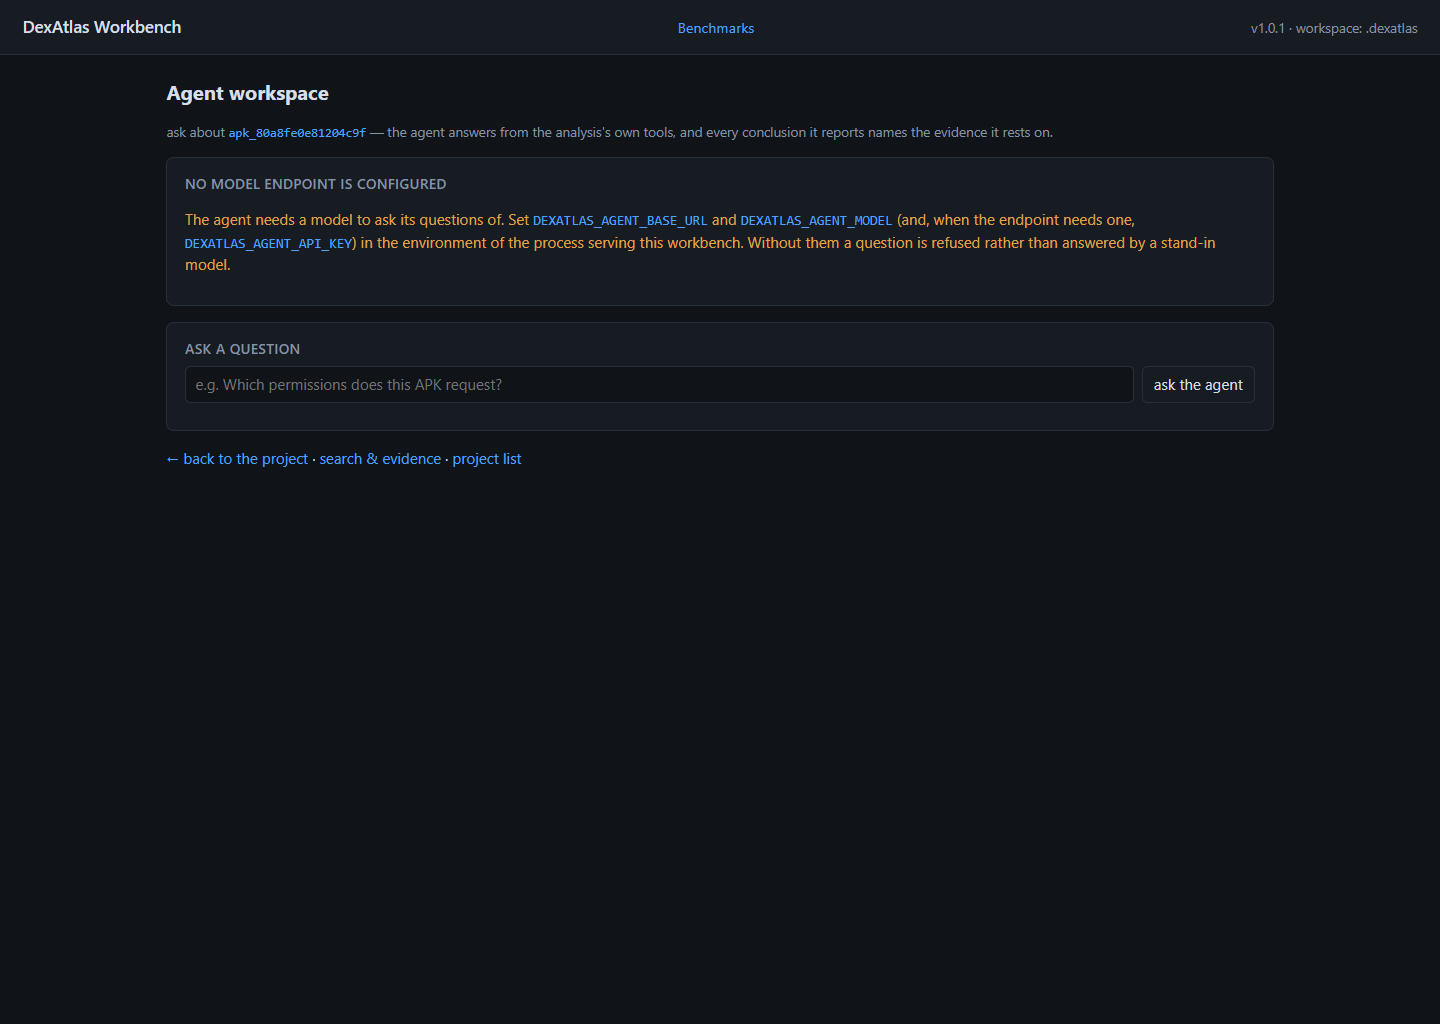 DexAtlas Workbench
Benchmarks
v1.0.1 · workspace: .dexatlas
Agent workspace
ask about apk_80a8fe0e81204c9f — the agent answers from the analysis's own tools, and every conclusion it reports names the evidence it rests on.
NO MODEL ENDPOINT IS CONFIGURED
The agent needs a model to ask its questions of. Set DEXATLAS_AGENT_BASE_URL and DEXATLAS_AGENT_MODEL (and, when the endpoint needs one,
DEXATLAS_AGENT_API_KEY) in the environment of the process serving this workbench. Without them a question is refused rather than answered by a stand-in
model.
ASK A QUESTION
e.g. Which permissions does this APK request?
ask the agent
← back to the project · search & evidence · project list